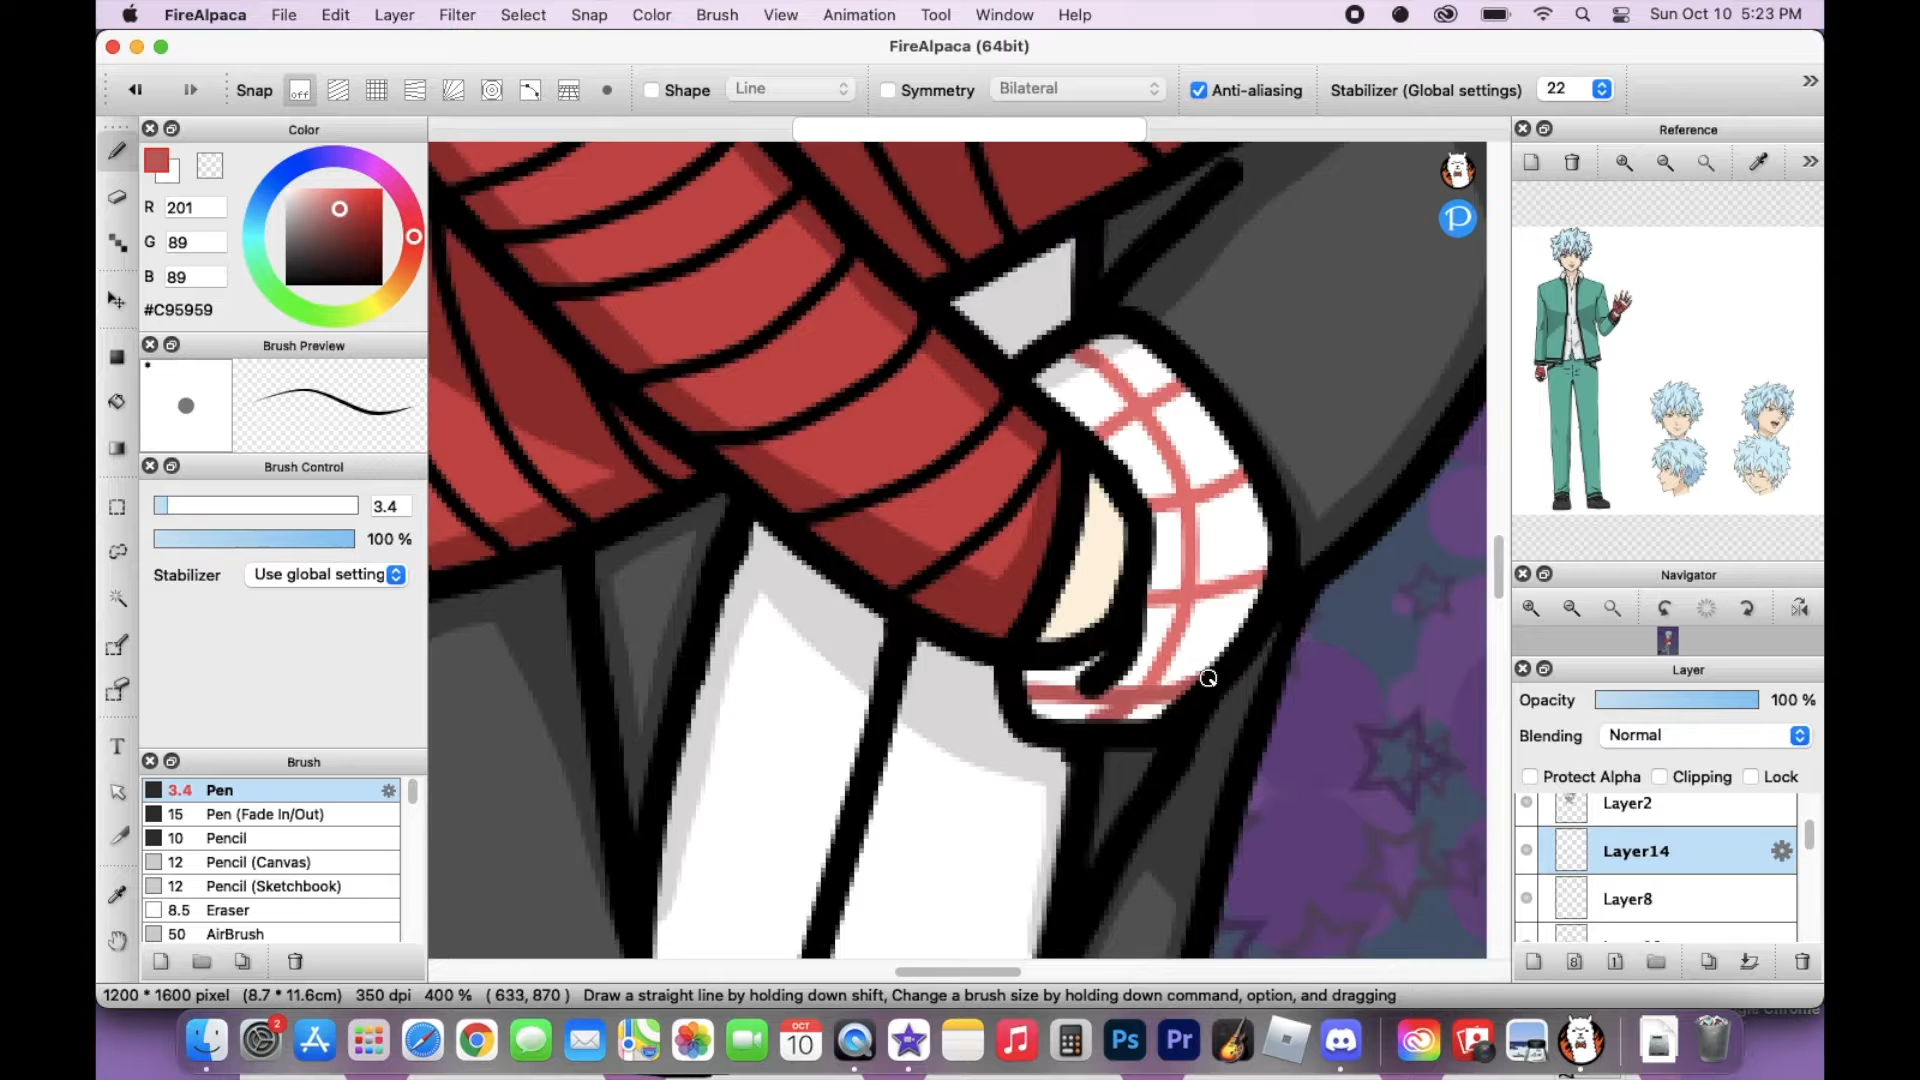 FireAlpaca File Edit Layer Filter Select Snap Color Brush View Animation Tool Window Help Sun Oct 10 5:23 PM
FireAlpaca (64bit)
Snap off Shape Line Symmetry Bilateral Anti-aliasing Stabilizer (Global settings) 22
Color
R 201
G 89
B 89
#C95959
Brush Preview
Brush Control
3.4
100 %
Stabilizer Use global setting
Brush
3.4 Pen
15 Pen (Fade In/Out)
10 Pencil
12 Pencil (Canvas)
12 Pencil (Sketchbook)
8.5 Eraser
50 AirBrush
P
Reference
Navigator
Layer
Opacity 100 %
Blending Normal
Protect Alpha Clipping Lock
Layer2
Layer14
Layer8
8 1
1200 * 1600 pixel (8.7 * 11.6cm) 350 dpi 400 % ( 633, 870 ) Draw a straight line by holding down shift, Change a brush size by holding down command, option, and dragging
Chrome
2
OCT
10
Ps
Pr